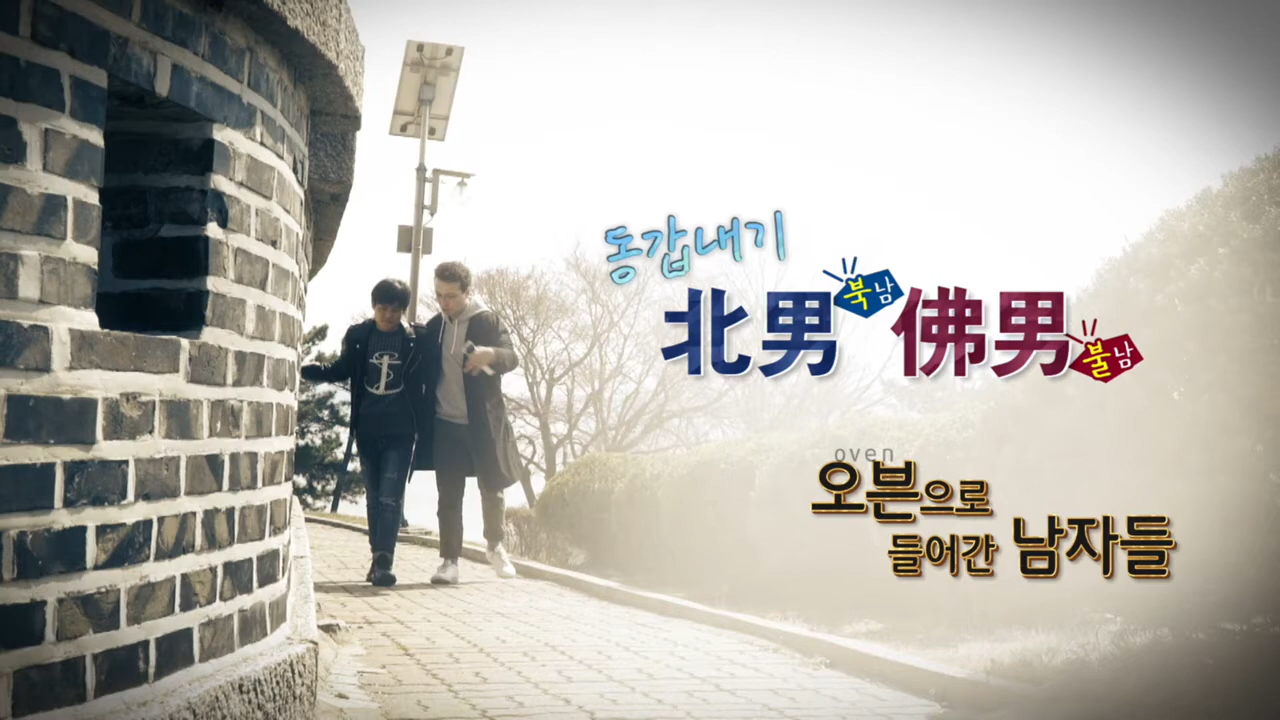 동갑내기
北男 북남 佛男 불남
oven
오븐으로
들어간 남자들